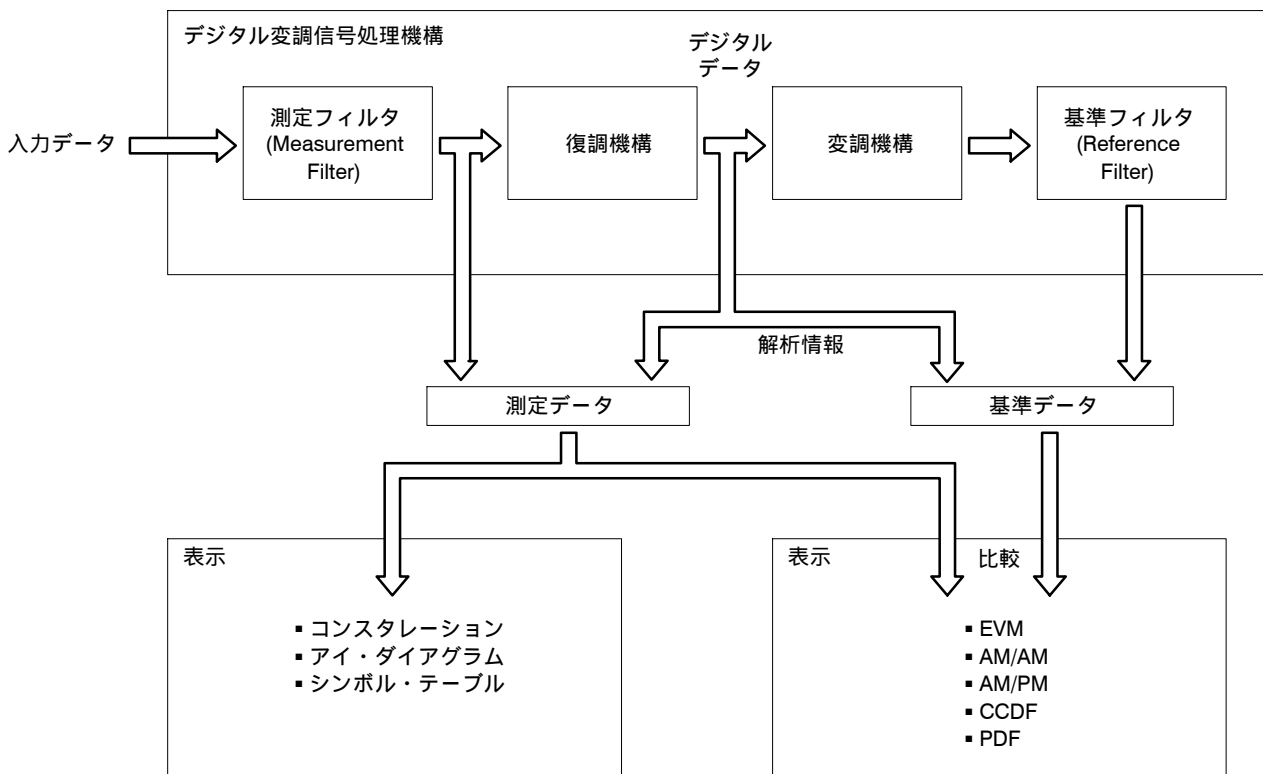 デジタル変調信号処理機構
デジタル
データ
入力データ
測定フィルタ
(Measurement
Filter)
復調機構
変調機構
基準フィルタ
(Reference
Filter)
解析情報
測定データ
基準データ
表示
▪ コンスタレーション
▪ アイ・ダイアグラム
▪ シンボル・テーブル
表示
比較
▪ EVM
▪ AM/AM
▪ AM/PM
▪ CCDF
▪ PDF